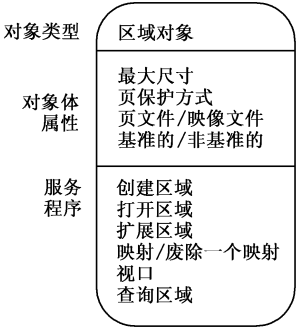 对象类型
区域对象
对象体
属性
最大尺寸
页保护方式
页文件/映像文件
基准的/非基准的
服务
程序
创建区域
打开区域
扩展区域
映射/废除一个映射
视口
查询区域